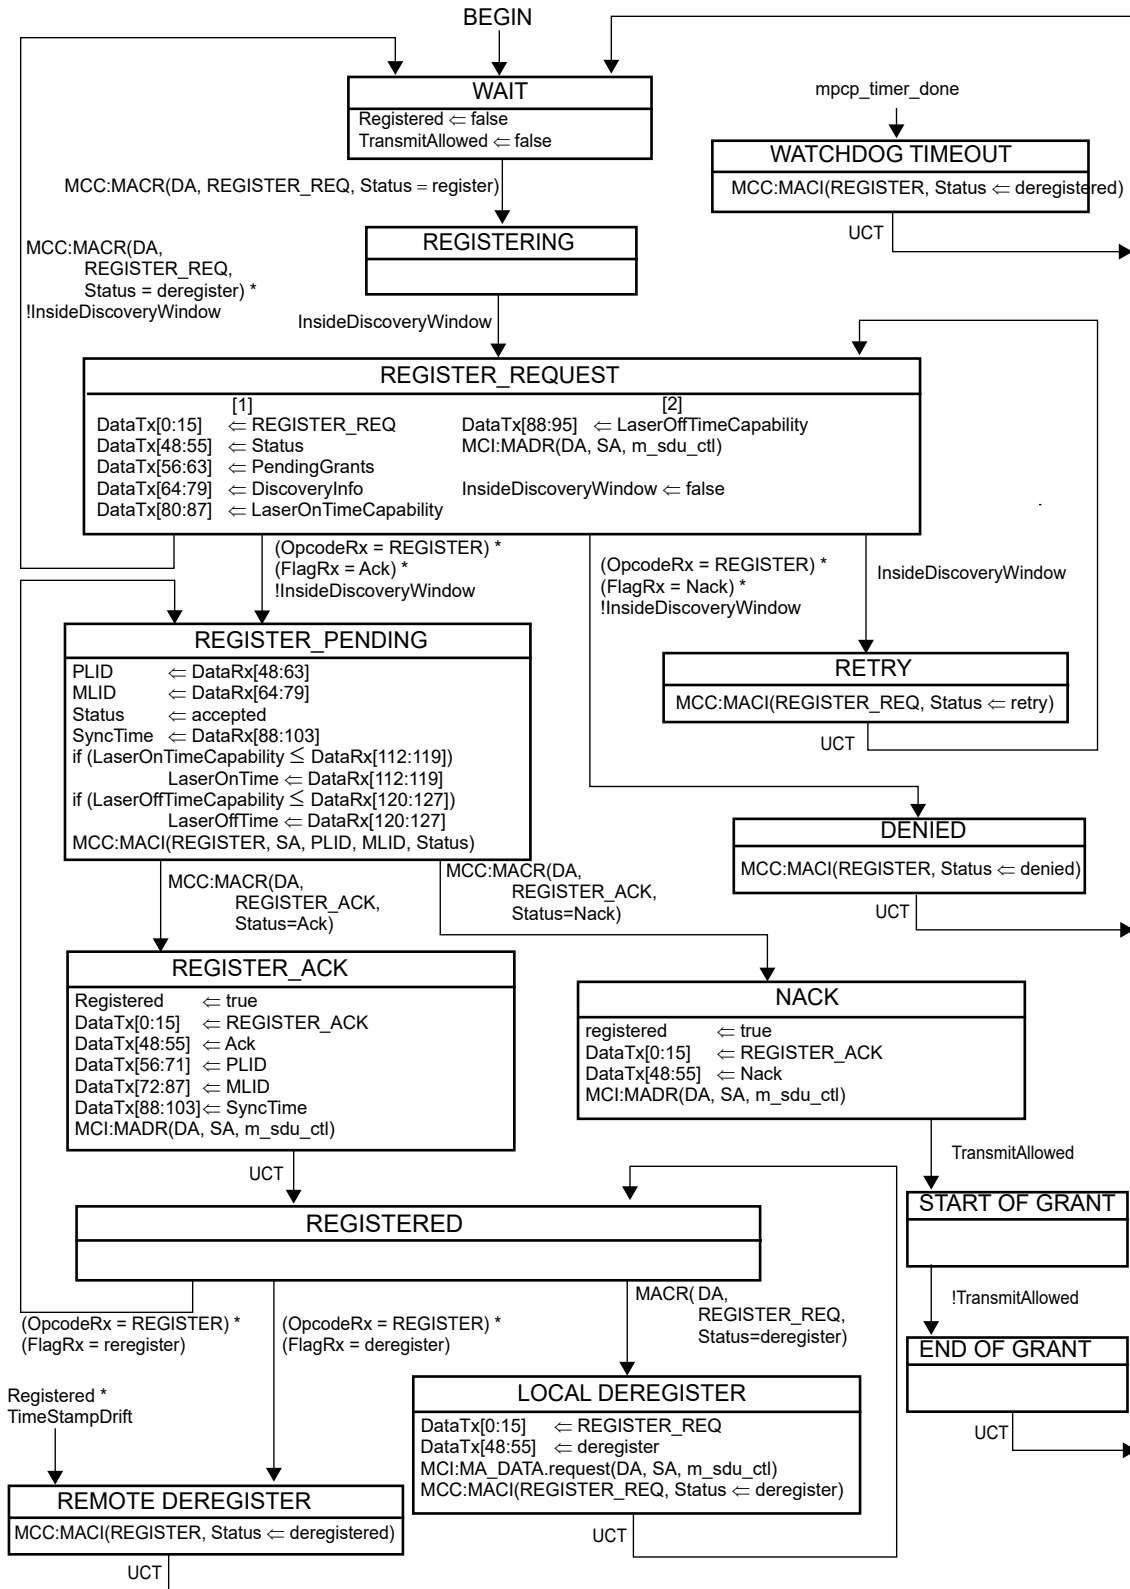 BEGIN
WAIT
Registered ⇐ false
TransmitAllowed ⇐ false
mpcp_timer_done
WATCHDOG TIMEOUT
MCC:MACI(REGISTER, Status ⇐ deregistered)
UCT
MCC:MACR(DA, REGISTER_REQ, Status = register)
REGISTERING
MCC:MACR(DA,
REGISTER_REQ,
Status = deregister) *
!InsideDiscoveryWindow
InsideDiscoveryWindow
REGISTER_REQUEST
[1] [2]
DataTx[0:15] ⇐ REGISTER_REQ DataTx[88:95] ⇐ LaserOffTimeCapability
DataTx[48:55] ⇐ Status MCI:MADR(DA, SA, m_sdu_ctl)
DataTx[56:63] ⇐ PendingGrants
DataTx[64:79] ⇐ DiscoveryInfo InsideDiscoveryWindow ⇐ false
DataTx[80:87] ⇐ LaserOnTimeCapability
(OpcodeRx = REGISTER) *
(FlagRx = Ack) *
!InsideDiscoveryWindow
(OpcodeRx = REGISTER) *
(FlagRx = Nack) *
!InsideDiscoveryWindow
InsideDiscoveryWindow
REGISTER_PENDING
PLID ⇐ DataRx[48:63]
MLID ⇐ DataRx[64:79]
Status ⇐ accepted
SyncTime ⇐ DataRx[88:103]
if (LaserOnTimeCapability ≤ DataRx[112:119])
LaserOnTime ⇐ DataRx[112:119]
if (LaserOffTimeCapability ≤ DataRx[120:127])
LaserOffTime ⇐ DataRx[120:127]
MCC:MACI(REGISTER, SA, PLID, MLID, Status)
RETRY
MCC:MACI(REGISTER_REQ, Status ⇐ retry)
UCT
DENIED
MCC:MACI(REGISTER, Status ⇐ denied)
UCT
MCC:MACR(DA,
REGISTER_ACK,
Status=Ack)
MCC:MACR(DA,
REGISTER_ACK,
Status=Nack)
REGISTER_ACK
Registered ⇐ true
DataTx[0:15] ⇐ REGISTER_ACK
DataTx[48:55] ⇐ Ack
DataTx[56:71] ⇐ PLID
DataTx[72:87] ⇐ MLID
DataTx[88:103] ⇐ SyncTime
MCI:MADR(DA, SA, m_sdu_ctl)
UCT
NACK
registered ⇐ true
DataTx[0:15] ⇐ REGISTER_ACK
DataTx[48:55] ⇐ Nack
MCI:MADR(DA, SA, m_sdu_ctl)
TransmitAllowed
START OF GRANT
!TransmitAllowed
END OF GRANT
UCT
REGISTERED
(OpcodeRx = REGISTER) *
(FlagRx = reregister)
(OpcodeRx = REGISTER) *
(FlagRx = deregister)
MACR( DA,
REGISTER_REQ,
Status=deregister)
LOCAL DEREGISTER
DataTx[0:15] ⇐ REGISTER_REQ
DataTx[48:55] ⇐ deregister
MCI:MA_DATA.request(DA, SA, m_sdu_ctl)
MCC:MACI(REGISTER_REQ, Status ⇐ deregister)
UCT
Registered *
TimeStampDrift
REMOTE DEREGISTER
MCC:MACI(REGISTER, Status ⇐ deregistered)
UCT